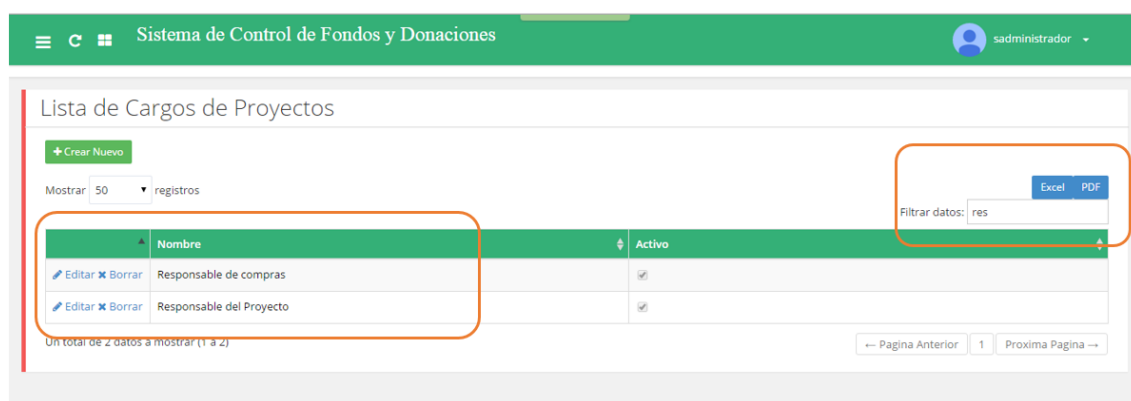 Sistema de Control de Fondos y Donaciones
sadministrador
Lista de Cargos de Proyectos
+ Crear Nuevo
Mostrar 50 registros
Excel PDF
Filtrar datos: res
Nombre Activo
Editar Borrar Responsable de compras
Editar Borrar Responsable del Proyecto
Un total de 2 datos a mostrar (1 a 2)
← Pagina Anterior 1 Proxima Pagina →